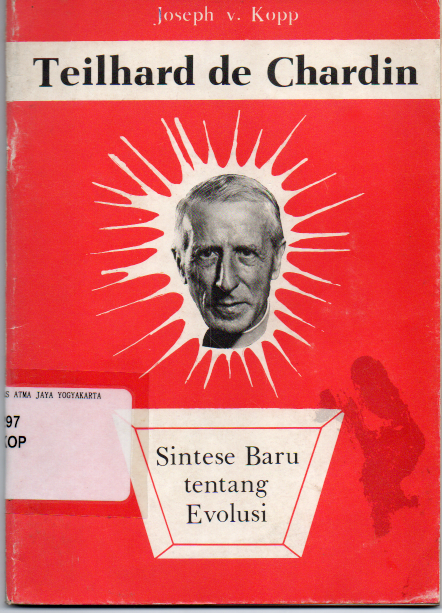 Joseph v. Kopp
Teilhard de Chardin
S ATMA JAYA YOGYAKARTA
97
KOP
Sintese Baru
tentang
Evolusi